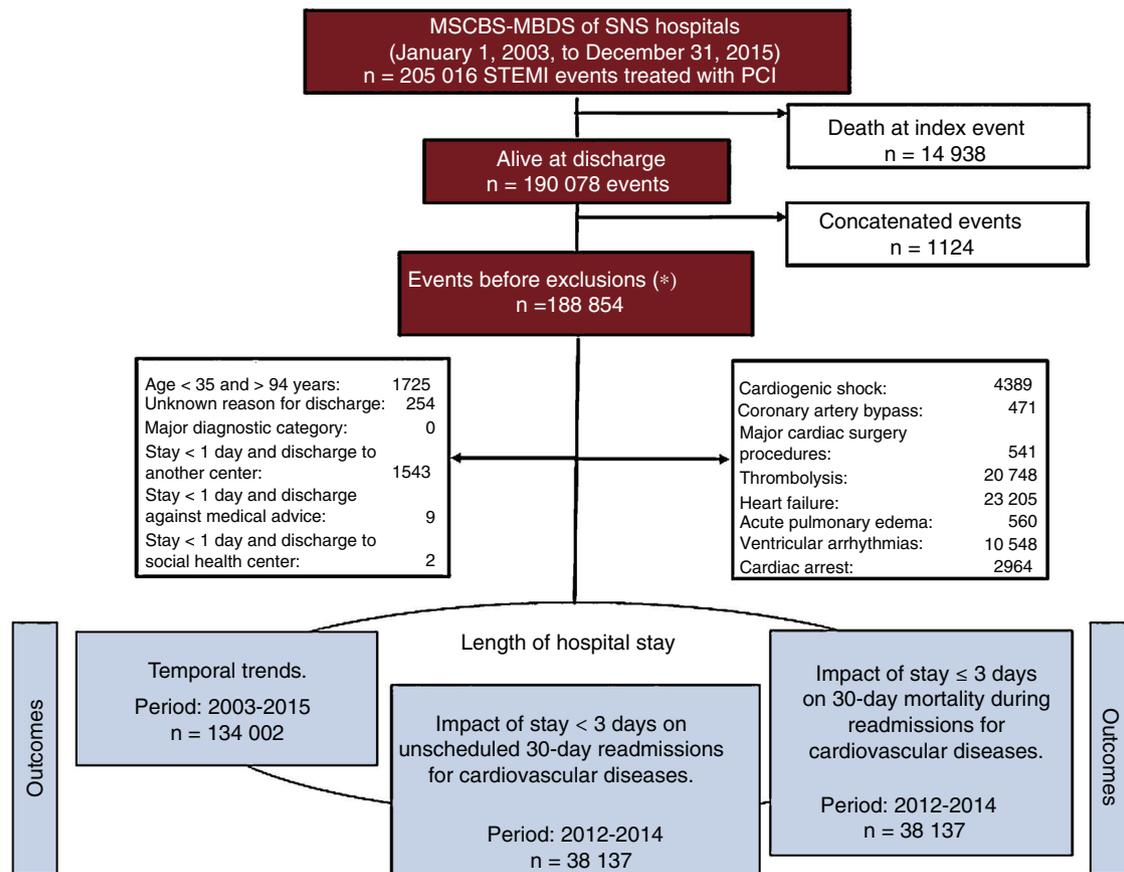 MSCBS-MBDS of SNS hospitals
(January 1, 2003, to December 31, 2015)
n = 205 016 STEMI events treated with PCI
Death at index event
n = 14 938
Alive at discharge
n = 190 078 events
Concatenated events
n = 1124
Events before exclusions (*)
n =188 854
Age < 35 and > 94 years: 1725
Unknown reason for discharge: 254
Major diagnostic category: 0
Stay < 1 day and discharge to
another center: 1543
Stay < 1 day and discharge
against medical advice: 9
Stay < 1 day and discharge to
social health center: 2
Cardiogenic shock: 4389
Coronary artery bypass: 471
Major cardiac surgery
procedures: 541
Thrombolysis: 20 748
Heart failure: 23 205
Acute pulmonary edema: 560
Ventricular arrhythmias: 10 548
Cardiac arrest: 2964
Length of hospital stay
Outcomes
Temporal trends.
Period: 2003-2015
n = 134 002
Impact of stay < 3 days on
unscheduled 30-day readmissions
for cardiovascular diseases.
Period: 2012-2014
n = 38 137
Impact of stay ≤ 3 days
on 30-day mortality during
readmissions for
cardiovascular diseases.
Period: 2012-2014
n = 38 137
Outcomes